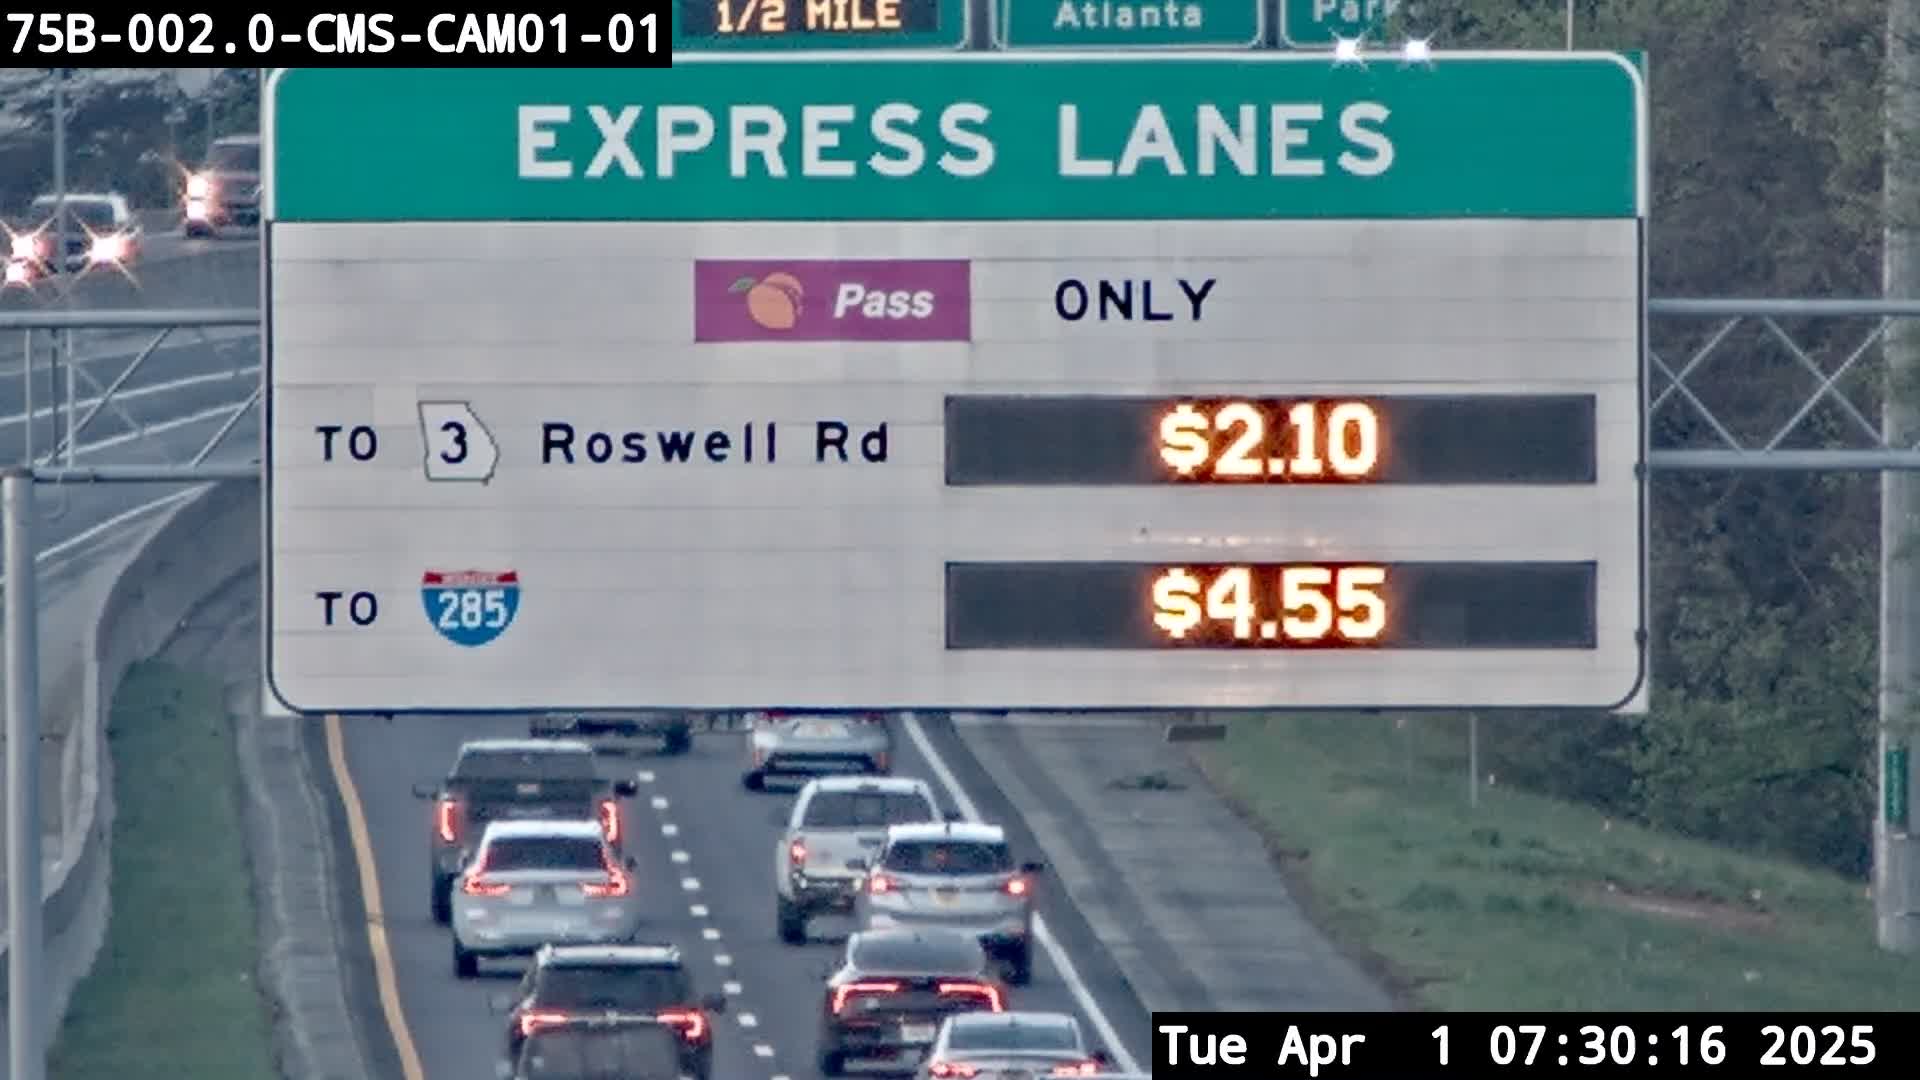 75B-002.0-CMS-CAM01-01
1/2 MILE
Atlanta
Park
EXPRESS LANES
Pass ONLY
TO 3 Roswell Rd $2.10
TO 285 $4.55
Tue Apr 1 07:30:16 2025